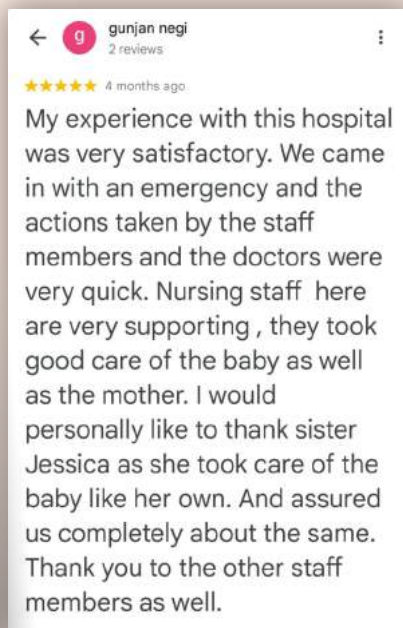 g
gunjan negi
2 reviews
4 months ago
My experience with this hospital
was very satisfactory. We came
in with an emergency and the
actions taken by the staff
members and the doctors were
very quick. Nursing staff here
are very supporting , they took
good care of the baby as well
as the mother. I would
personally like to thank sister
Jessica as she took care of the
baby like her own. And assured
us completely about the same.
Thank you to the other staff
members as well.